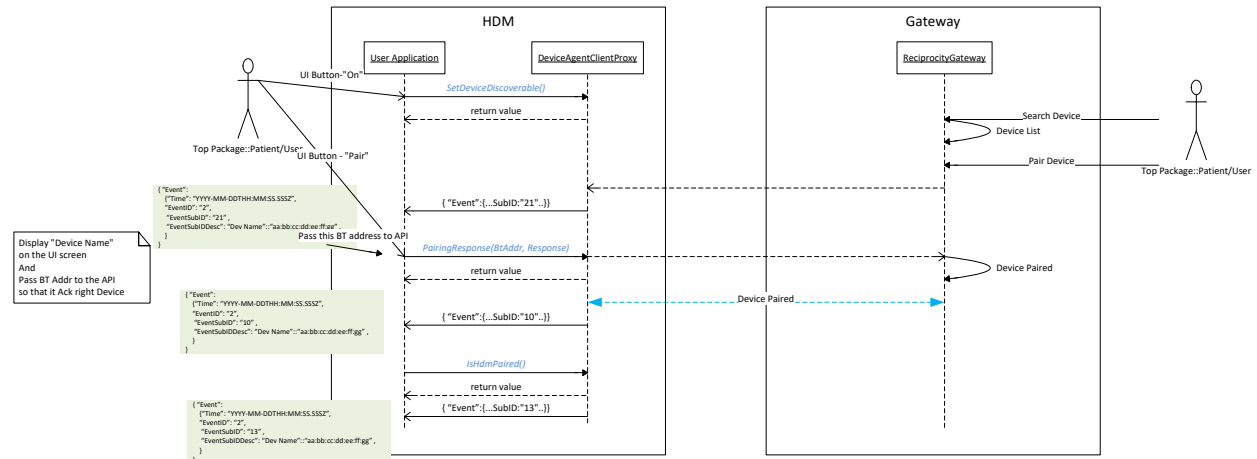 HDM
Gateway
User Application
DeviceAgentClientProxy
ReciprocityGateway
UI Button-"On"
SetDeviceDiscoverable()
return value
Search Device
Device List
Top Package::Patient/User
UI Button - "Pair"
Pair Device
Top Package::Patient/User
{ "Event":
{"Time": "YYYY-MM-DDTHH:MM:SS.SSSZ",
"EventID": "2",
"EventSubID": "21" ,
"EventSubIDDesc": "Dev Name"::"aa:bb:cc:dd:ee:ff:gg" ,
}
}
{ "Event":{...SubID:"21"..}}
Pass this BT address to API
Display "Device Name"
on the UI screen
And
Pass BT Addr to the API
so that it Ack right Device
PairingResponse(BtAddr, Response)
return value
Device Paired
Device Paired
{ "Event":
{"Time": "YYYY-MM-DDTHH:MM:SS.SSSZ",
"EventID": "2",
"EventSubID": "10" ,
"EventSubIDDesc": "Dev Name"::"aa:bb:cc:dd:ee:ff:gg" ,
}
}
{ "Event":{...SubID:"10"..}}
IsHdmPaired()
return value
{ "Event":{...SubID:"13"..}}
{ "Event":
{"Time": "YYYY-MM-DDTHH:MM:SS.SSSZ",
"EventID": "2",
"EventSubID": "13" ,
"EventSubIDDesc": "Dev Name"::"aa:bb:cc:dd:ee:ff:gg" ,
}
}